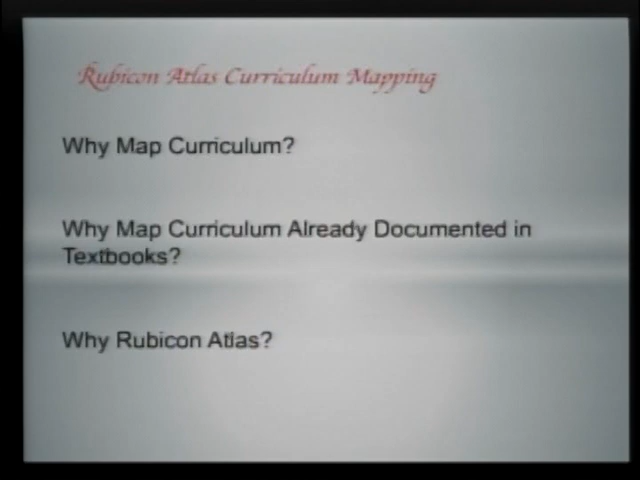 Rubicon Atlas Curriculum Mapping
Why Map Curriculum?
Why Map Curriculum Already Documented in
Textbooks?
Why Rubicon Atlas?